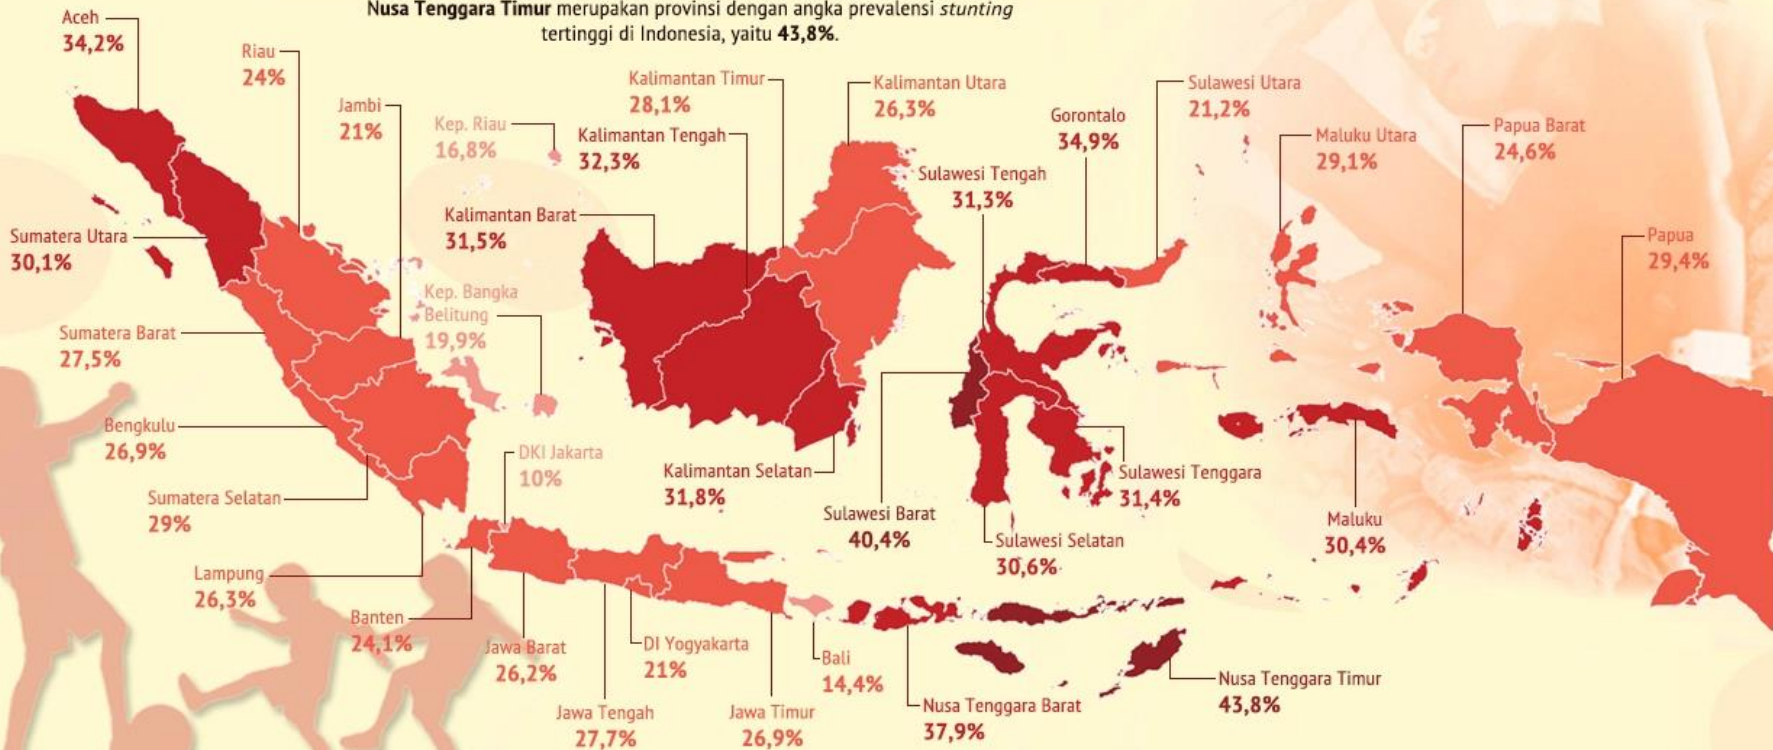 Nusa Tenggara Timur merupakan provinsi dengan angka prevalensi stunting
tertinggi di Indonesia, yaitu 43,8%.
Aceh
34,2%
Riau
24%
Jambi
21%
Kep. Riau
16,8%
Kalimantan Timur
28,1%
Kalimantan Tengah
32,3%
Kalimantan Utara
26,3%
Gorontalo
34,9%
Sulawesi Utara
21,2%
Maluku Utara
29,1%
Papua Barat
24,6%
Sulawesi Tengah
31,3%
Sumatera Utara
30,1%
Kalimantan Barat
31,5%
Papua
29,4%
Kep. Bangka
Belitung
19,9%
Sumatera Barat
27,5%
Bengkulu
26,9%
DKI Jakarta
10%
Kalimantan Selatan
31,8%
Sulawesi Tenggara
31,4%
Sumatera Selatan
29%
Sulawesi Barat
40,4%
Sulawesi Selatan
30,6%
Maluku
30,4%
Lampung
26,3%
Banten
24,1%
Jawa Barat
26,2%
DI Yogyakarta
21%
Bali
14,4%
Nusa Tenggara Timur
43,8%
Jawa Tengah
27,7%
Jawa Timur
26,9%
Nusa Tenggara Barat
37,9%